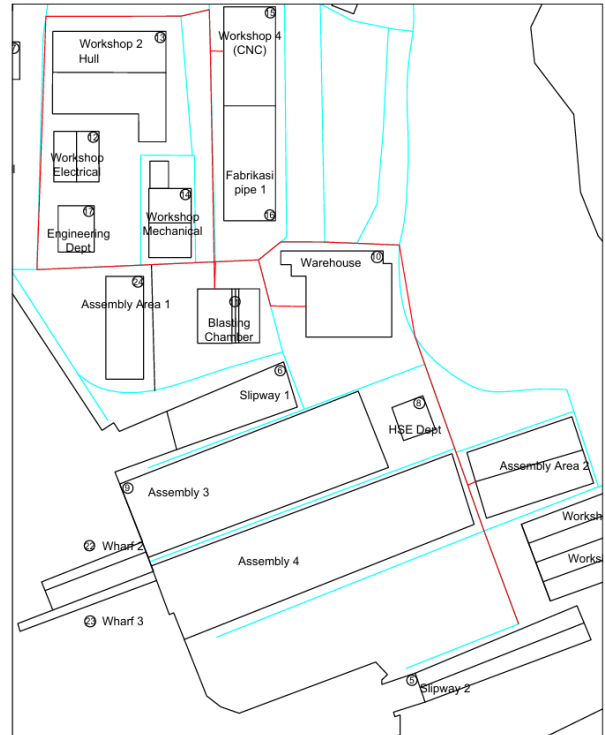 15
13
Workshop 2
Hull
Workshop 4
(CNC)
12
Workshop
Electrical
Fabrikasi
pipe 1
14
17
Workshop
Mechanical
16
Engineering
Dept
10
Warehouse
24
Assembly Area 1
11
Blasting
Chamber
6
Slipway 1
8
HSE Dept
Assembly Area 2
9
Assembly 3
Worksh
22 Wharf 2
Assembly 4
Works
23 Wharf 3
5
Slipway 2